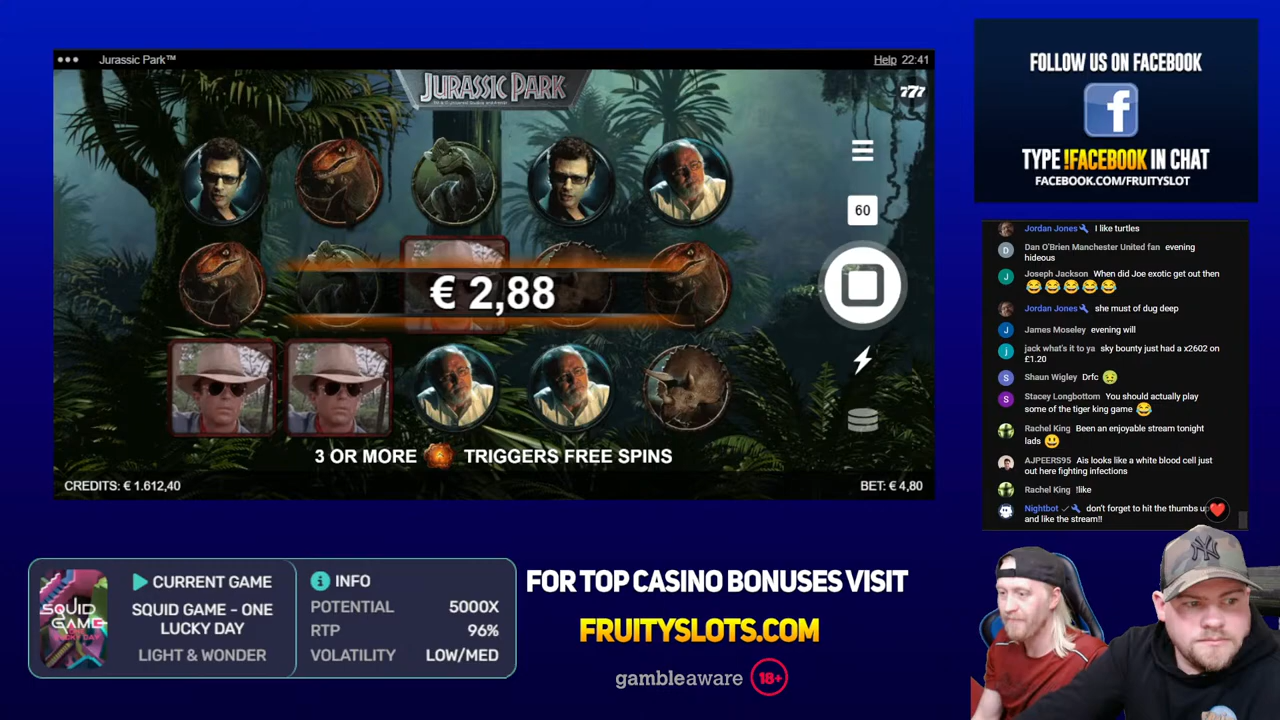 Jurassic Park™
Help 22:41
JURASSIC PARK
777
60
€ 2,88
3 OR MORE TRIGGERS FREE SPINS
CREDITS: € 1.612,40
BET: € 4,80
FOLLOW US ON FACEBOOK
f
TYPE !FACEBOOK IN CHAT
FACEBOOK.COM/FRUITYSLOT
Jordan Jones I like turtles
Dan O'Brien Manchester United fan evening
hideous
Joseph Jackson When did Joe exotic get out then
Jordan Jones she must of dug deep
James Moseley evening will
jack what's it to ya sky bounty just had a x2602 on
£1.20
Shaun Wigley Drfc
Stacey Longbottom You should actually play
some of the tiger king game
Rachel King Been an enjoyable stream tonight
lads
AJPEERS95 Ais looks like a white blood cell just
out here fighting infections
Rachel King !like
Nightbot don't forget to hit the thumbs up
and like the stream!!
SQUID
GAME
CURRENT GAME
SQUID GAME - ONE
LUCKY DAY
LIGHT & WONDER
i INFO
POTENTIAL 5000X
RTP 96%
VOLATILITY LOW/MED
FOR TOP CASINO BONUSES VISIT
FRUITYSLOTS.COM
gambleaware 18+